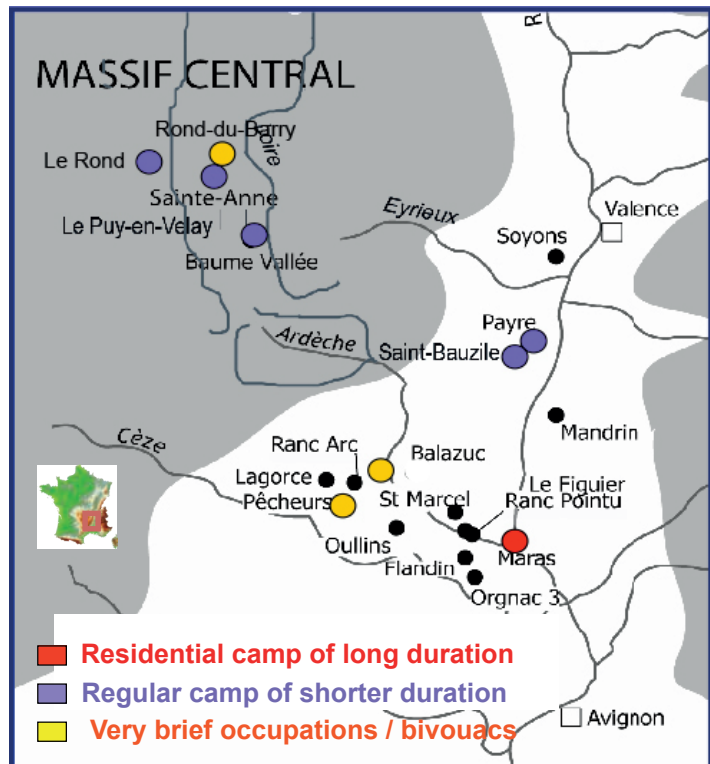 R
MASSIF CENTRAL
Rond-du-Barry
Loire
Le Rond
Sainte-Anne
Le Puy-en-Velay
Baume Vallée
Eyrieux
Valence
Soyons
Payre
Saint-Bauzile
Ardèche
Mandrin
Cèze
Ranc Arc
Balazuc
Lagorce
Pêcheurs
St Marcel
Le Figuier
Ranc Pointu
Oullins
Maras
Flandin
Orgnac 3
Residential camp of long duration
Regular camp of shorter duration
Very brief occupations / bivouacs
Avignon